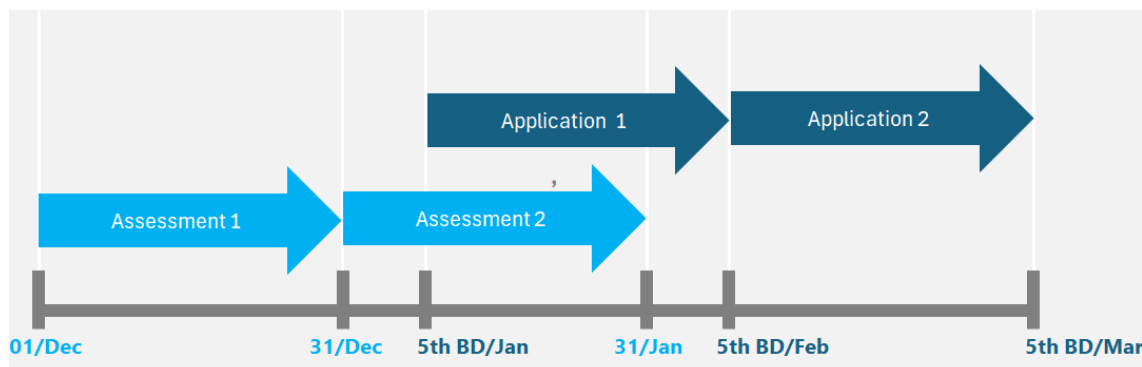 Application 1
Application 2
,
Assessment 1
Assessment 2
01/Dec
31/Dec
5th BD/Jan
31/Jan
5th BD/Feb
5th BD/Mar